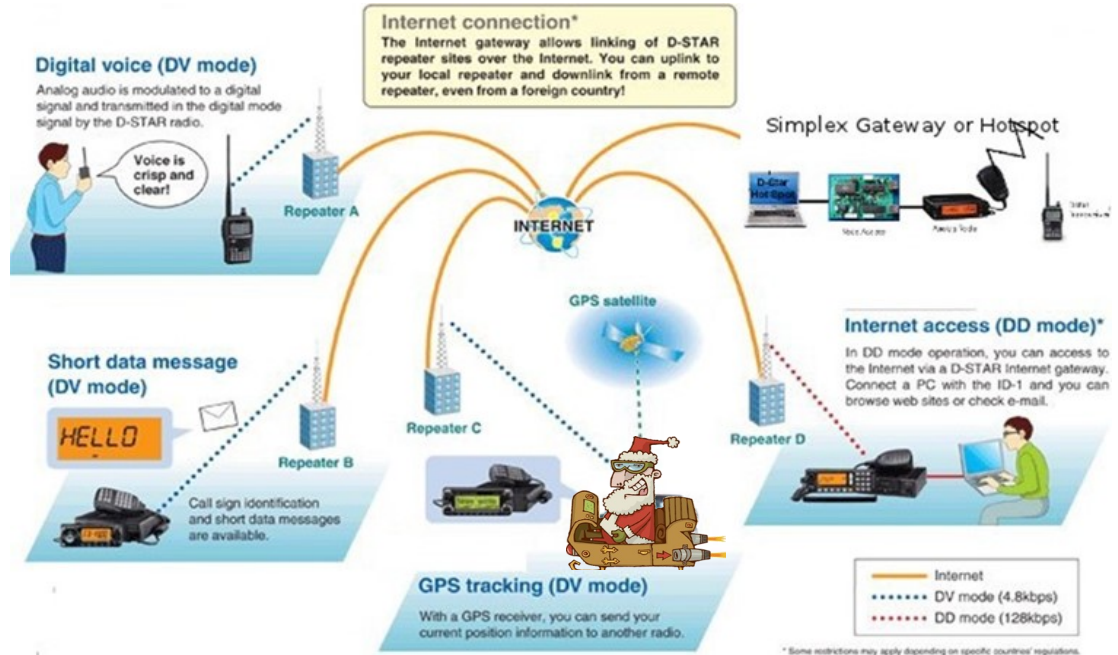 Internet connection*
The Internet gateway allows linking of D-STAR
repeater sites over the Internet. You can uplink to
your local repeater and downlink from a remote
repeater, even from a foreign country!
Digital voice (DV mode)
Analog audio is modulated to a digital
signal and transmitted in the digital mode
signal by the D-STAR radio.
Voice is
crisp and
clear!
Repeater A
INTERNET
Simplex Gateway or Hotspot
D-Star
Hot Spot
GPS satellite
Short data message
(DV mode)
HELLO
Repeater B
Call sign identification
and short data messages
are available.
Repeater C
Repeater D
Internet access (DD mode)*
In DD mode operation, you can access to
the Internet via a D-STAR Internet gateway.
Connect a PC with the ID-1 and you can
browse web sites or check e-mail.
GPS tracking (DV mode)
With a GPS receiver, you can send your
current position information to another radio.
Internet
DV mode (4.8kbps)
DD mode (128kbps)
* Some restrictions may apply depending on specific countries' regulations.